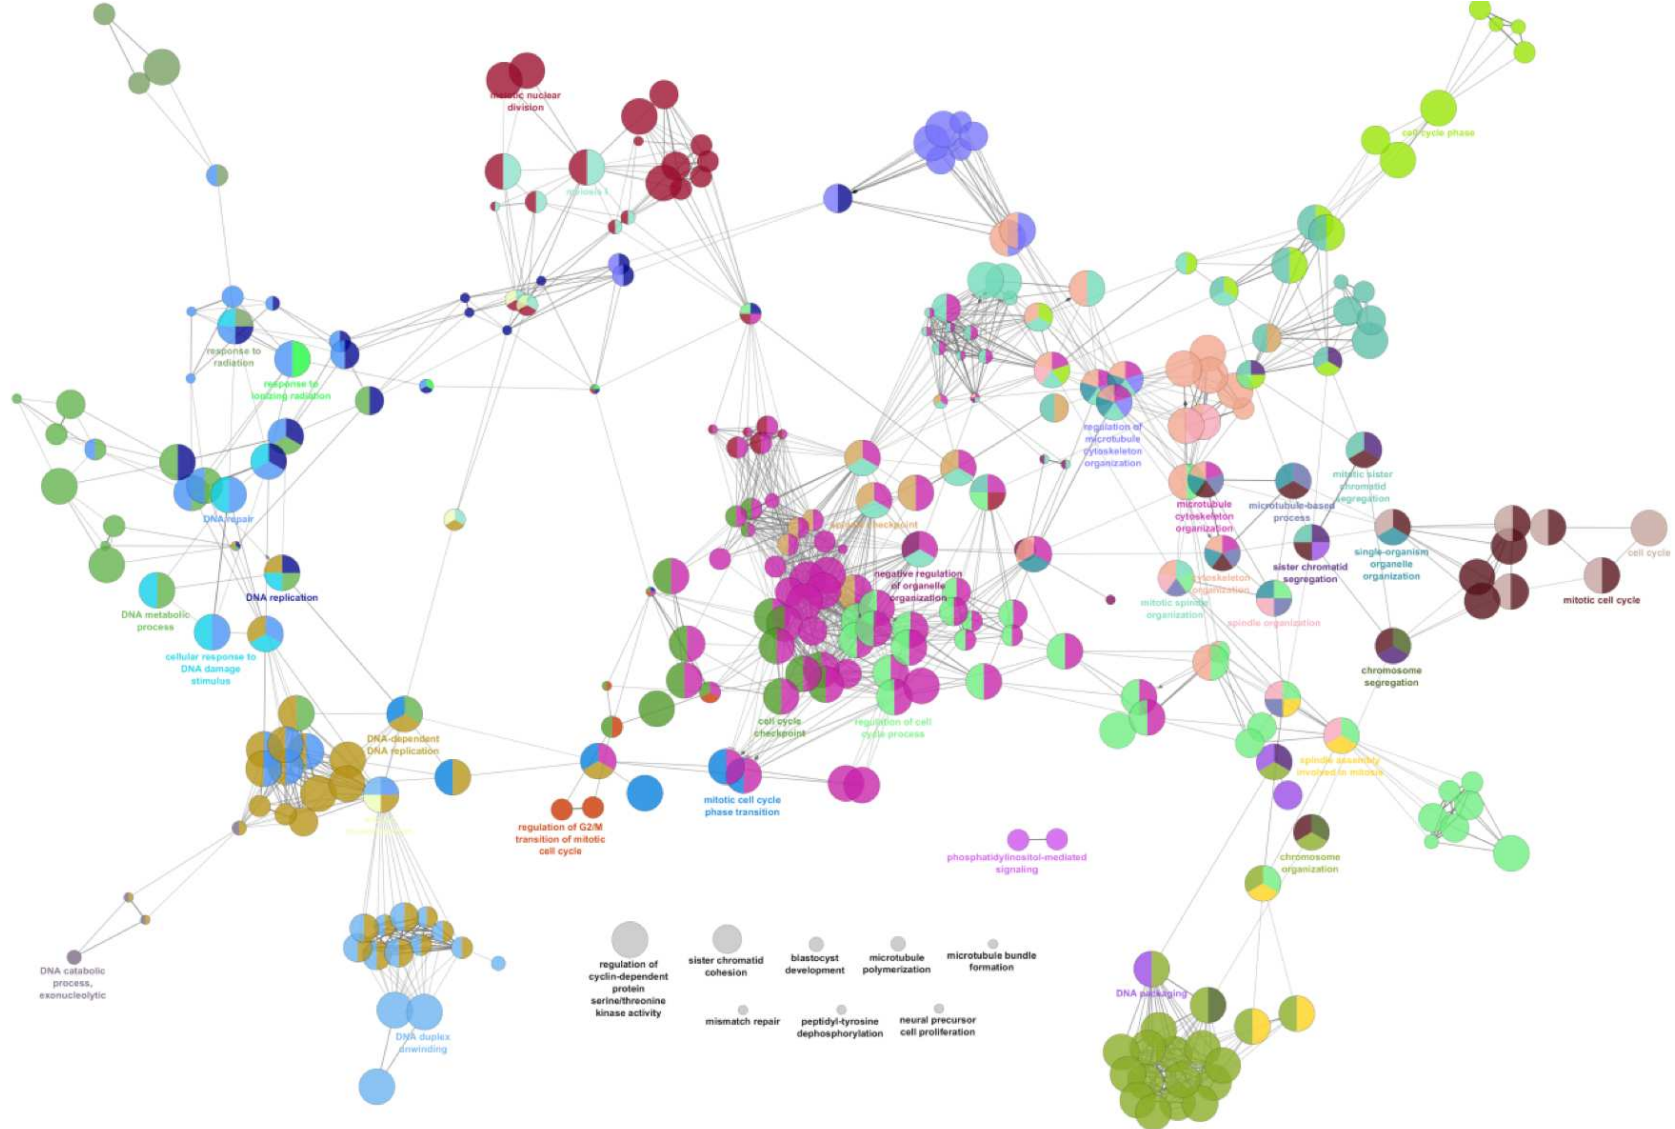 meiotic nuclear
division
cell cycle phase
meiosis I
response to
radiation
response to
ionizing radiation
regulation of
microtubule
cytoskeleton
organization
mitotic sister
chromatid
segregation
DNA repair
microtubule
cytoskeleton
organization
microtubule-based
process
spindle checkpoint
single-organism
organelle
organization
cell cycle
sister chromatid
segregation
negative regulation
of organelle
organization
cytoskeleton
organization
DNA replication
mitotic cell cycle
DNA metabolic
process
mitotic spindle
organization
spindle organization
cellular response to
DNA damage
stimulus
chromosome
segregation
cell cycle
checkpoint
regulation of cell
cycle process
DNA-dependent
DNA replication
spindle assembly
involved in mitosis
mitotic cell cycle
phase transition
regulation of G2/M
transition of mitotic
cell cycle
phosphatidylinositol-mediated
signaling
chromosome
organization
DNA catabolic
process,
exonucleolytic
regulation of
cyclin-dependent
protein
serine/threonine
kinase activity
sister chromatid
cohesion
blastocyst
development
microtubule
polymerization
microtubule bundle
formation
DNA packaging
mismatch repair
peptidyl-tyrosine
dephosphorylation
neural precursor
cell proliferation
DNA duplex
unwinding